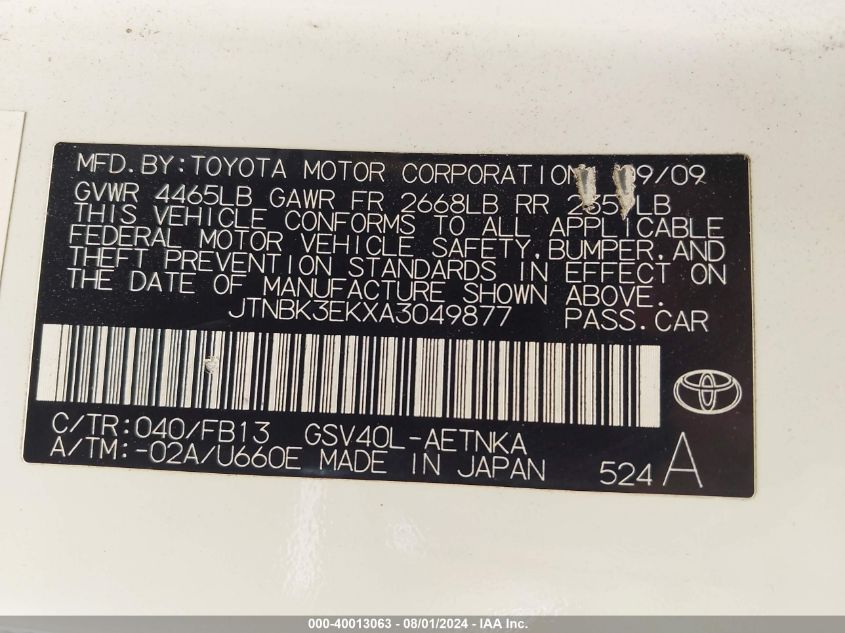 MFD. BY: TOYOTA MOTOR CORPORATION 09/09
GVWR 4465LB GAWR FR 2668LB RR
THIS VEHICLE CONFORMS TO ALL APPLICABLE
FEDERAL MOTOR VEHICLE SAFETY, BUMPER, AND
THEFT PREVENTION STANDARDS IN EFFECT ON
THE DATE OF MANUFACTURE SHOWN ABOVE.
JTNBK3EKXA3049877 PASS. CAR
C/TR: 040/FB13 GSV40L-AETNKA
A/TM: -02A/U660E MADE IN JAPAN 524 A
000-40013063 - 08/01/2024 - IAA Inc.